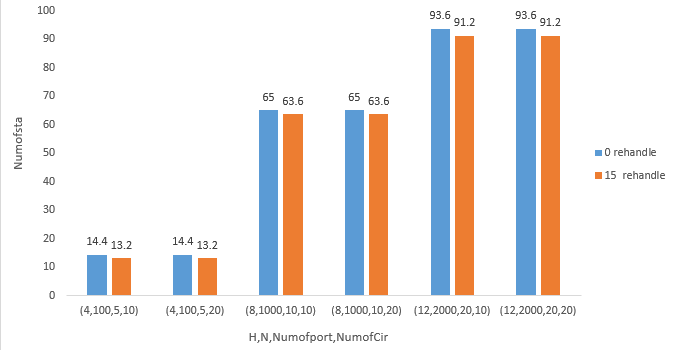 100
90
80
70
60
50
40
30
20
10
0
Numofsta
14.4 13.2 14.4 13.2 65 63.6 65 63.6 93.6 91.2 93.6 91.2
(4,100,5,10) (4,100,5,20) (8,1000,10,10) (8,1000,10,20) (12,2000,20,10) (12,2000,20,20)
H,N,Numofport,NumofCir
0 rehandle
15 rehandle